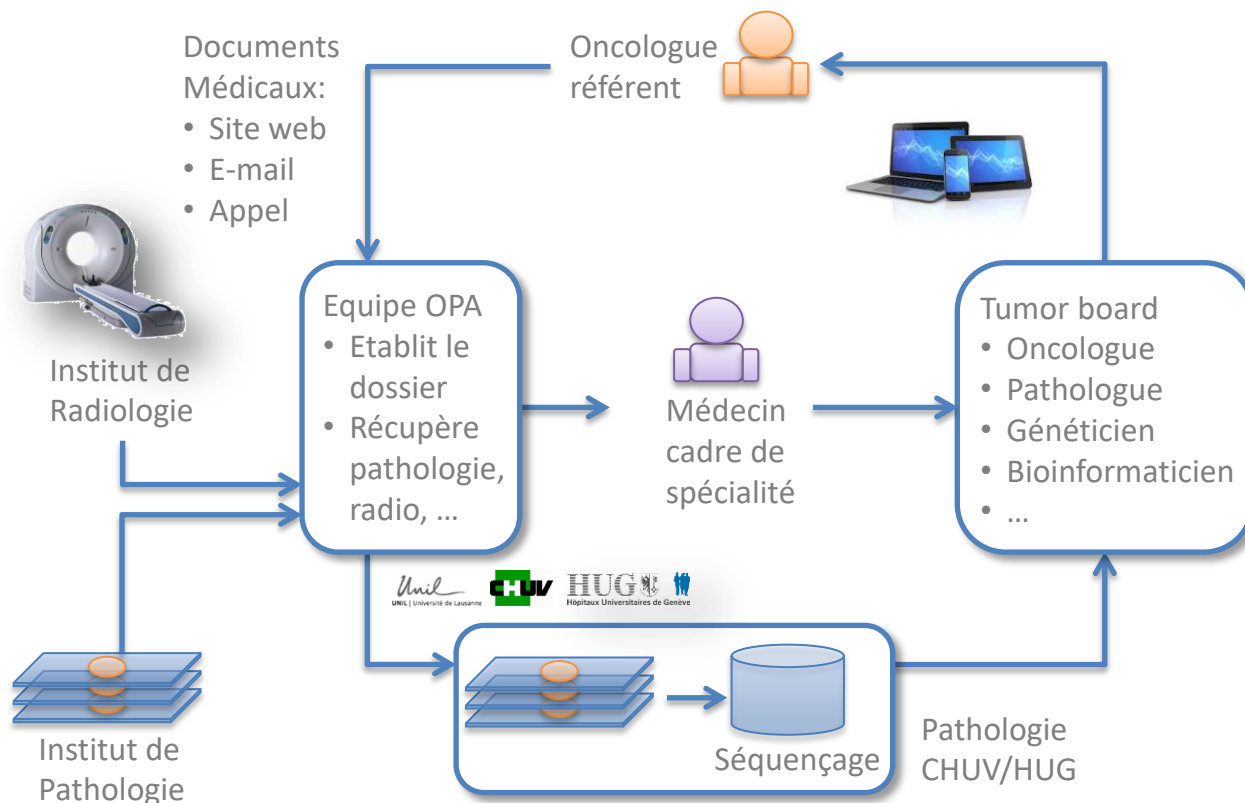 Documents
Médicaux:
• Site web
• E-mail
• Appel
Oncologue
référent
Institut de
Radiologie
Equipe OPA
• Etablit le
dossier
• Récupère
pathologie,
radio, ...
Médecin
cadre de
spécialité
Tumor board
• Oncologue
• Pathologue
• Généticien
• Bioinformaticien
• ...
Unil
UNIL | Université de Lausanne
CHUV
HUG
Hôpitaux Universitaires de Genève
Séquençage
Pathologie
CHUV/HUG
Institut de
Pathologie